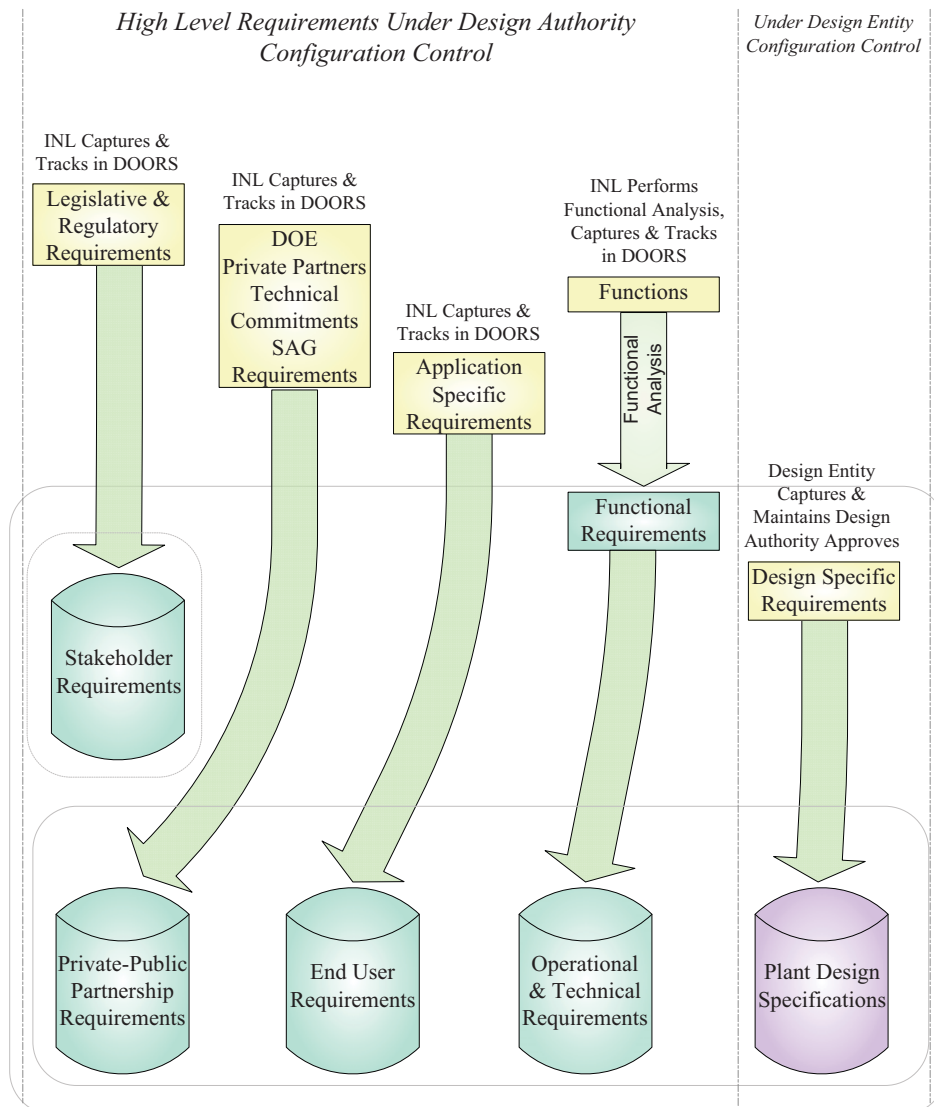 High Level Requirements Under Design Authority
Configuration Control
Under Design Entity
Configuration Control
INL Captures &
Tracks in DOORS
Legislative &
Regulatory
Requirements
INL Captures &
Tracks in DOORS
DOE
Private Partners
Technical
Commitments
SAG
Requirements
INL Captures &
Tracks in DOORS
Application
Specific
Requirements
INL Performs
Functional Analysis,
Captures & Tracks
in DOORS
Functions
Functional
Analysis
Functional
Requirements
Design Entity
Captures &
Maintains Design
Authority Approves
Design Specific
Requirements
Stakeholder
Requirements
Private-Public
Partnership
Requirements
End User
Requirements
Operational
& Technical
Requirements
Plant Design
Specifications